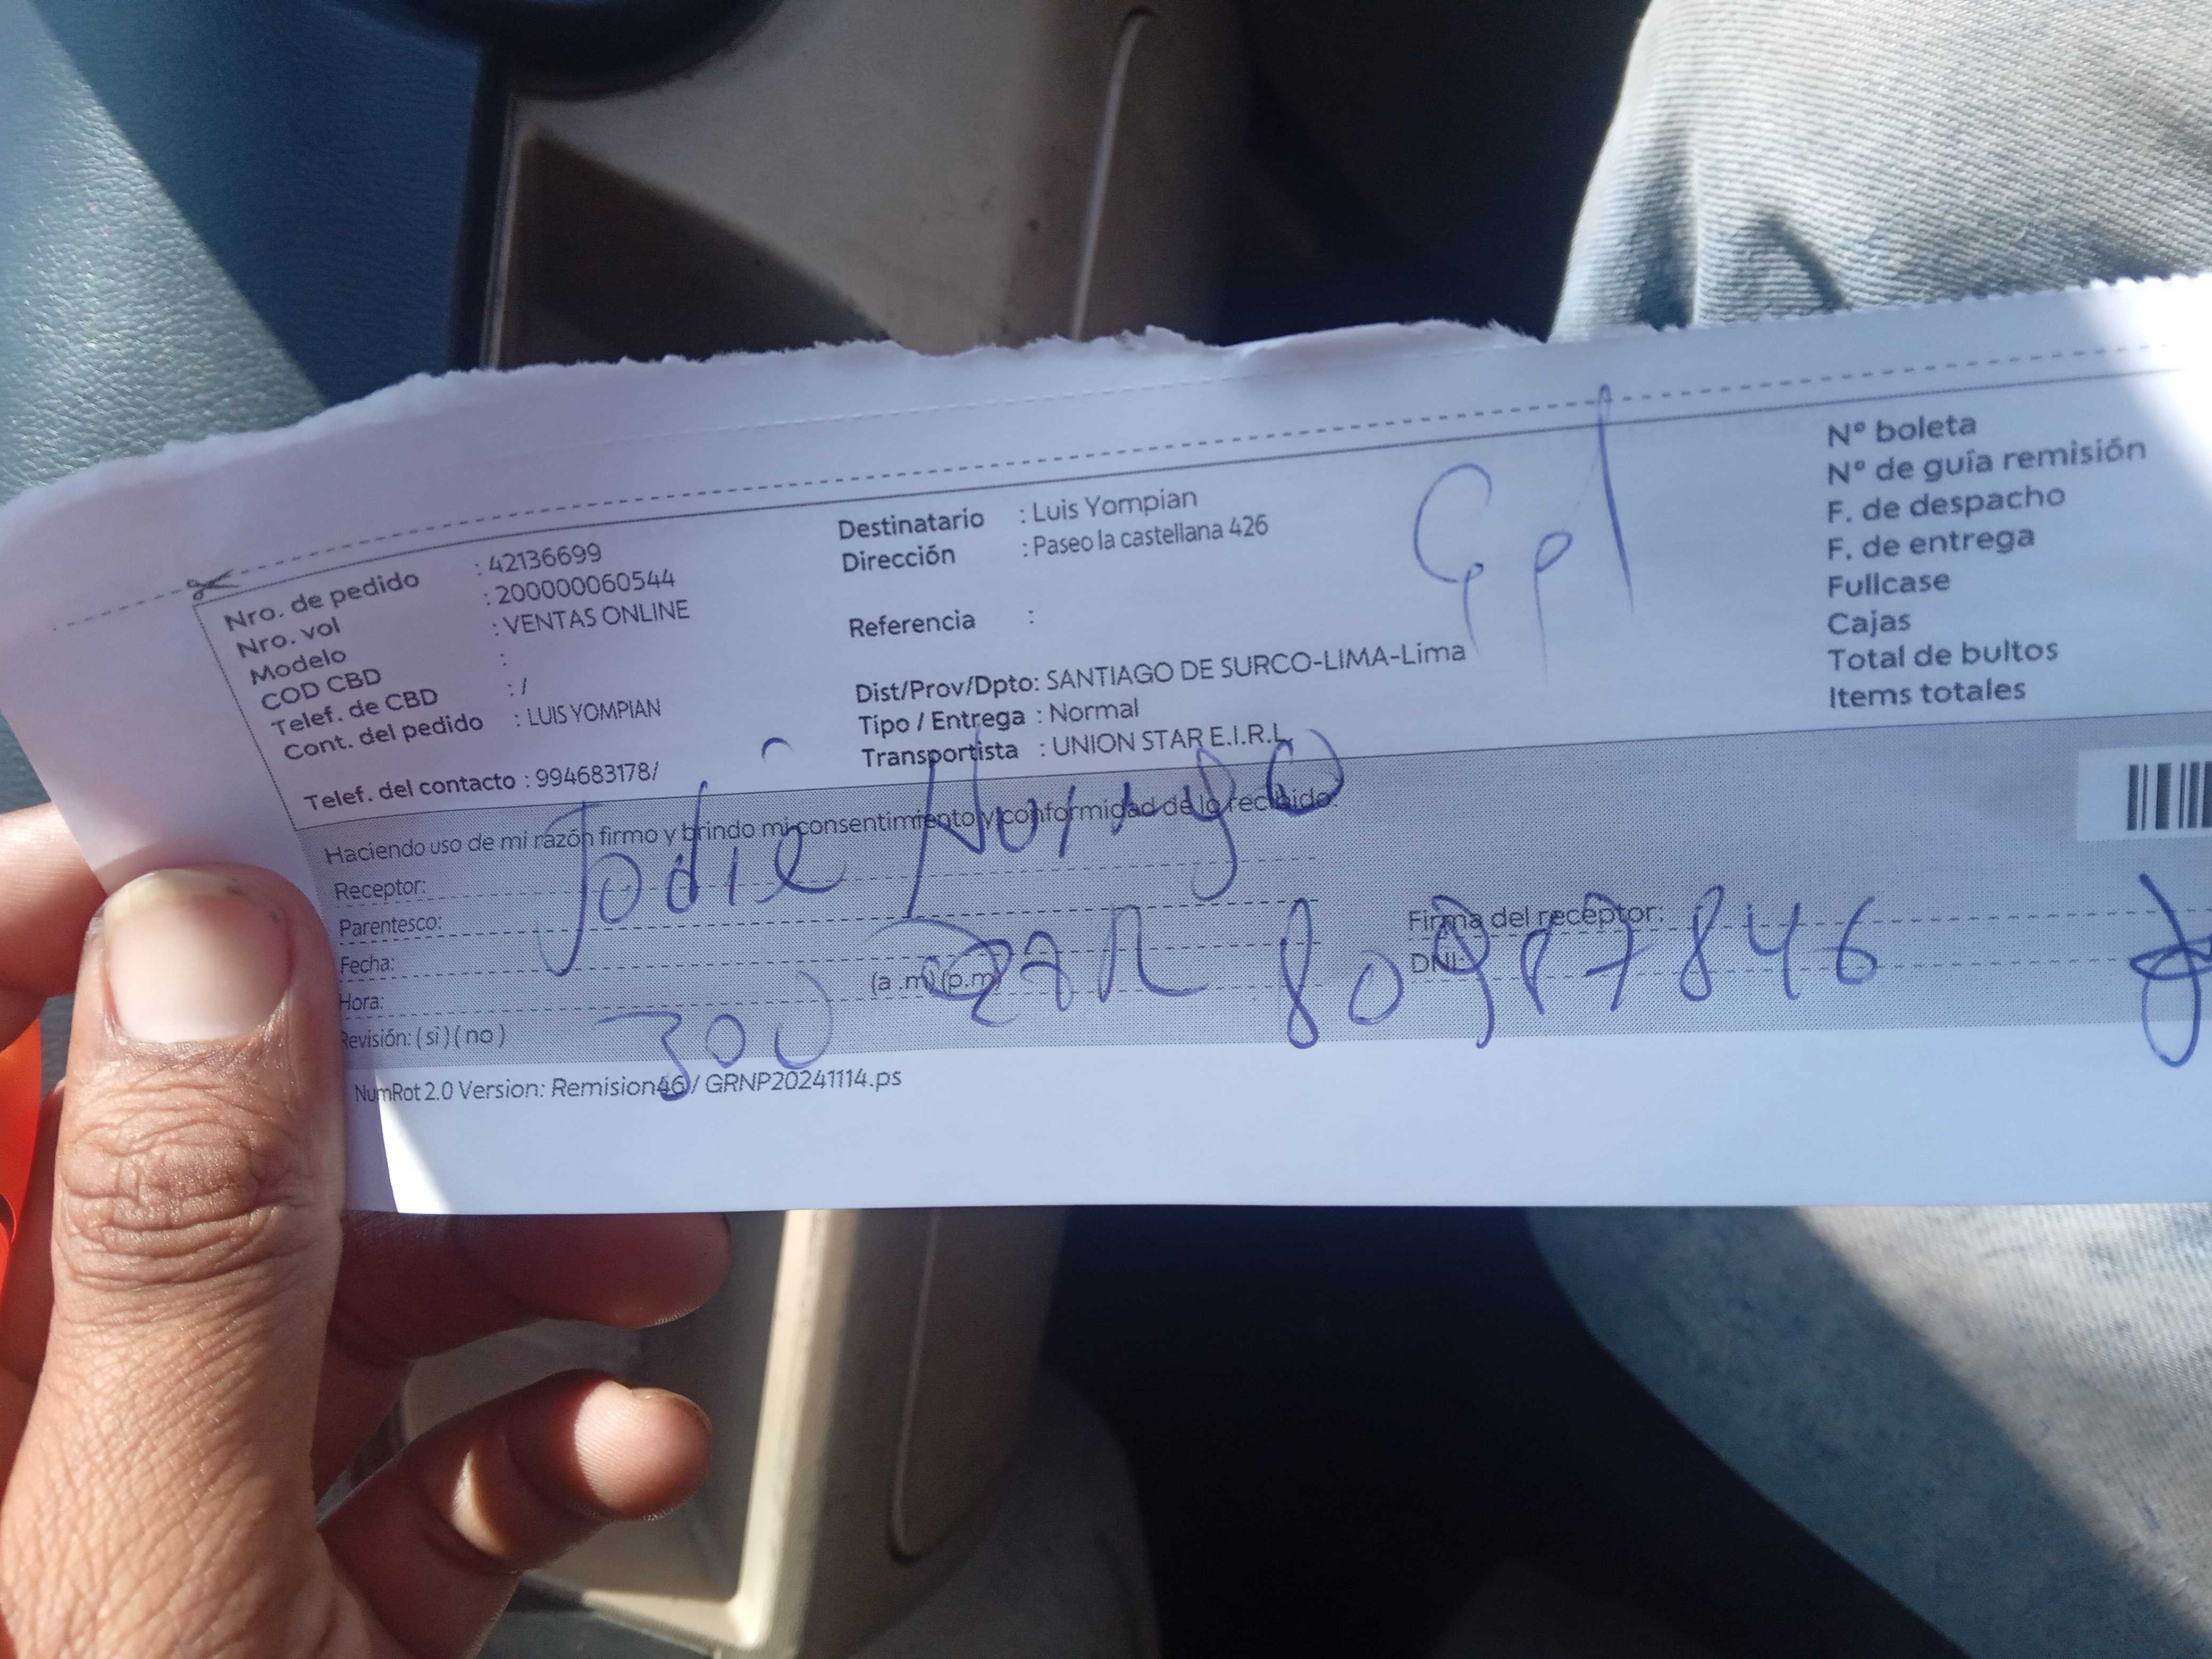 Nro. de pedido : 42136699
Nro. vol : 200000060544
Modelo : VENTAS ONLINE
COD CBD :
Telef. de CBD : /
Cont. del pedido : LUIS YOMPIAN
Telef. del contacto : 994683178/
Destinatario : Luis Yompian
Dirección : Paseo la castellana 426
Referencia :
Dist/Prov/Dpto: SANTIAGO DE SURCO-LIMA-Lima
Tipo / Entrega : Normal
Transportista : UNION STAR E.I.R.L.
Nº boleta
Nº de guía remisión
F. de despacho
F. de entrega
Fullcase
Cajas
Total de bultos
Items totales
Haciendo uso de mi razón firmo y brindo mi consentimiento y conformidad de lo recibido:
Receptor: Jodie
Parentesco:
Fecha:
Hora: (a .m) (p.m)
Revisión: ( si ) ( no ) 300
Firma del receptor:
DNI: 80987846
NumRot 2.0 Version: Remision46 / GRNP20241114.ps